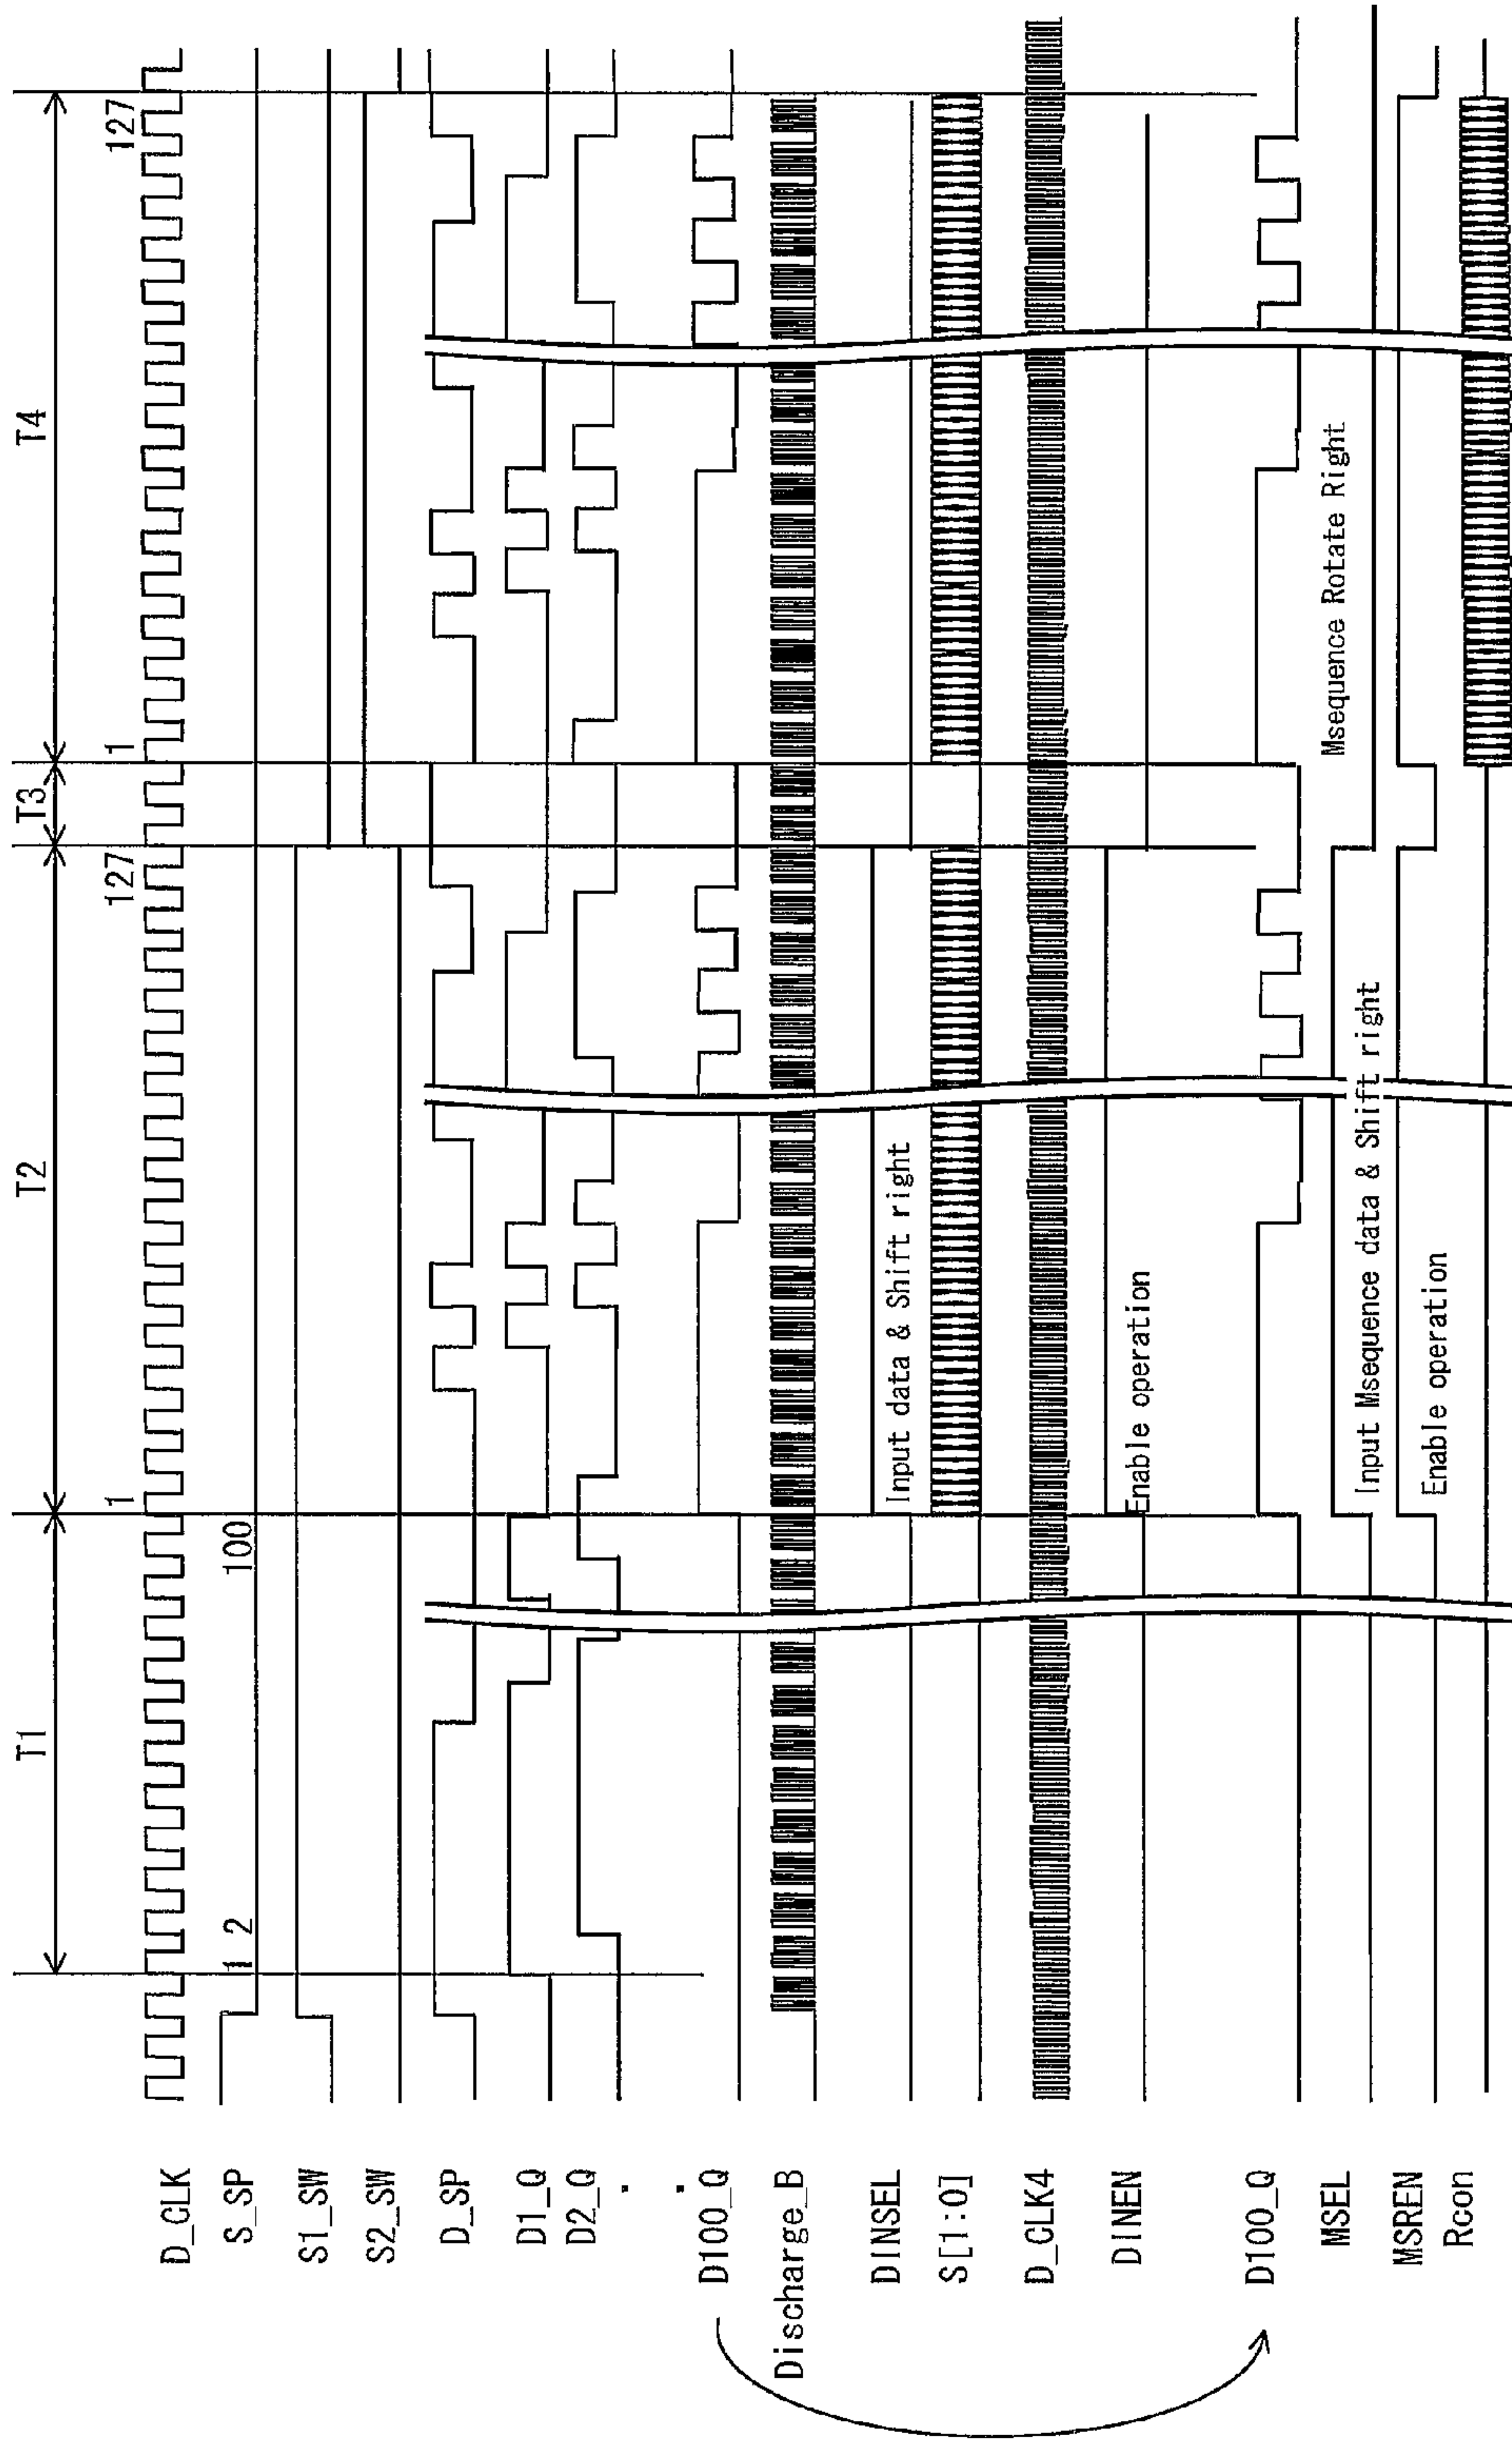 T1 T2 T3 T4
1 127 1 127
D_CLK
S_SP 1 2 100
S1_SW
S2_SW
D_SP
D1_Q
D2_Q
D100_Q
Discharge_B
DINSEL
Input data & Shift right
S[1:0]
D_CLK4
DINEN
Enable operation
D100_Q
MSEL
Msequence Rotate Right
Input Msequence data & Shift right
MSREN
Enable operation
Rcon